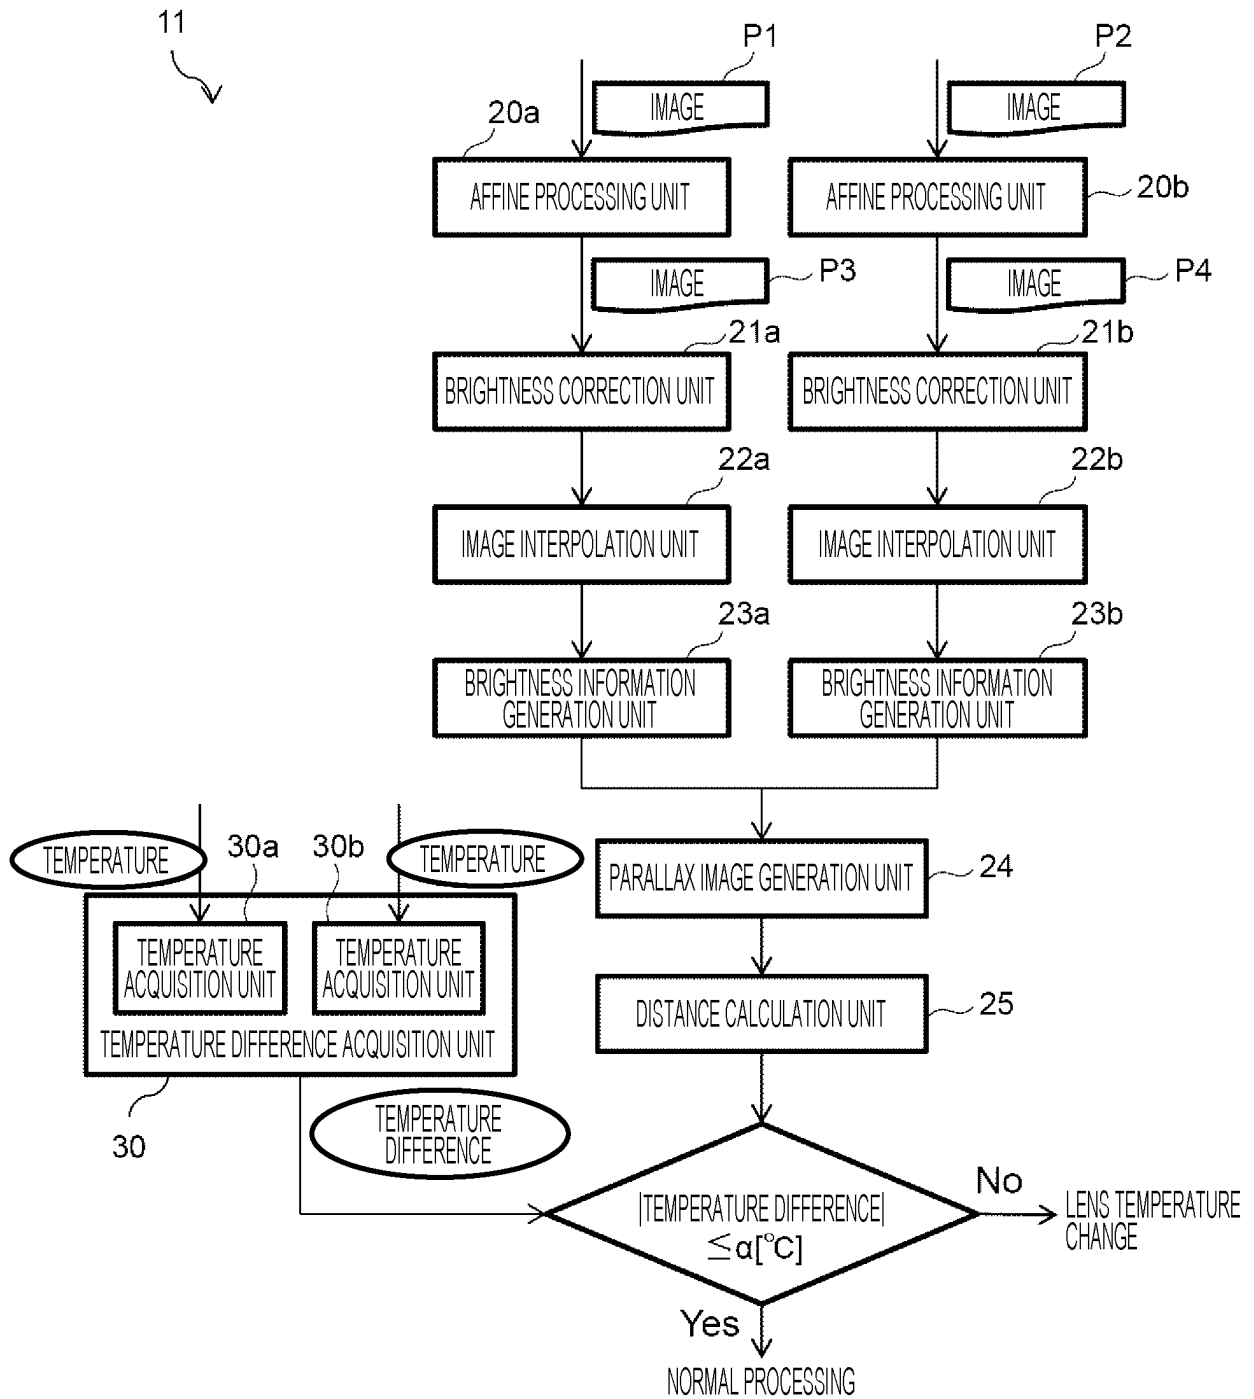 11
P1
P2
IMAGE
IMAGE
20a
AFFINE PROCESSING UNIT
AFFINE PROCESSING UNIT
20b
IMAGE
P3
IMAGE
P4
21a
21b
BRIGHTNESS CORRECTION UNIT
BRIGHTNESS CORRECTION UNIT
22a
22b
IMAGE INTERPOLATION UNIT
IMAGE INTERPOLATION UNIT
23a
23b
BRIGHTNESS INFORMATION
GENERATION UNIT
BRIGHTNESS INFORMATION
GENERATION UNIT
TEMPERATURE
30a
30b
TEMPERATURE
PARALLAX IMAGE GENERATION UNIT
24
TEMPERATURE
ACQUISITION UNIT
TEMPERATURE
ACQUISITION UNIT
TEMPERATURE DIFFERENCE ACQUISITION UNIT
30
DISTANCE CALCULATION UNIT
25
TEMPERATURE
DIFFERENCE
|TEMPERATURE DIFFERENCE|
≦α[°C]
No
LENS TEMPERATURE
CHANGE
Yes
NORMAL PROCESSING